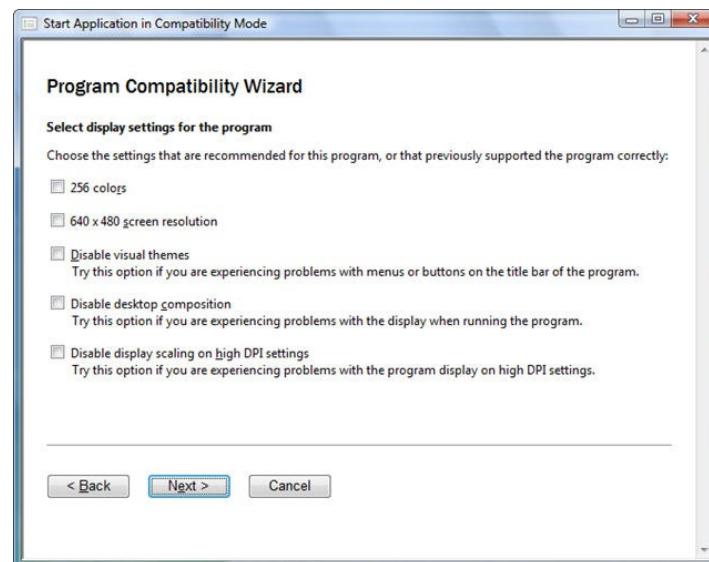 Start Application in Compatibility Mode
Program Compatibility Wizard
Select display settings for the program
Choose the settings that are recommended for this program, or that previously supported the program correctly:
256 colors
640 x 480 screen resolution
Disable visual themes
Try this option if you are experiencing problems with menus or buttons on the title bar of the program.
Disable desktop composition
Try this option if you are experiencing problems with the display when running the program.
Disable display scaling on high DPI settings
Try this option if you are experiencing problems with the program display on high DPI settings.
< Back Next > Cancel